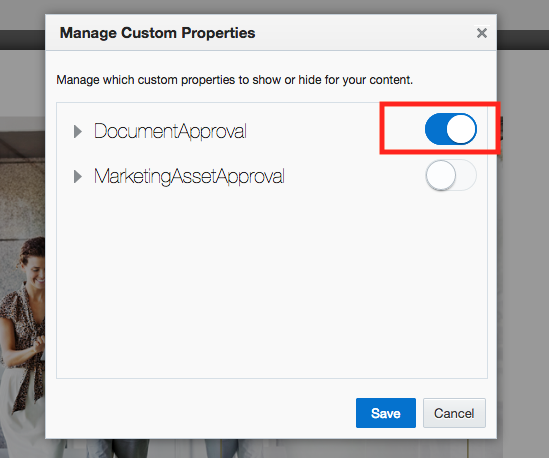 Manage Custom Properties
Manage which custom properties to show or hide for your content.
DocumentApproval
MarketingAssetApproval
Save
Cancel